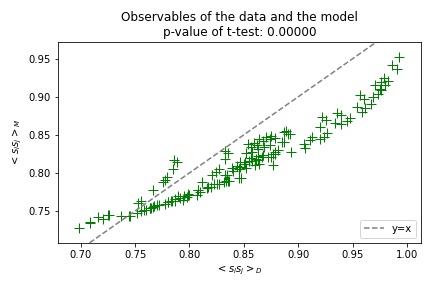 Observables of the data and the model
p-value of t-test: 0.00000
0.95
0.90
0.85
0.80
0.75
< s_i s_j >_M
y=x
0.70 0.75 0.80 0.85 0.90 0.95 1.00
< s_i s_j >_D